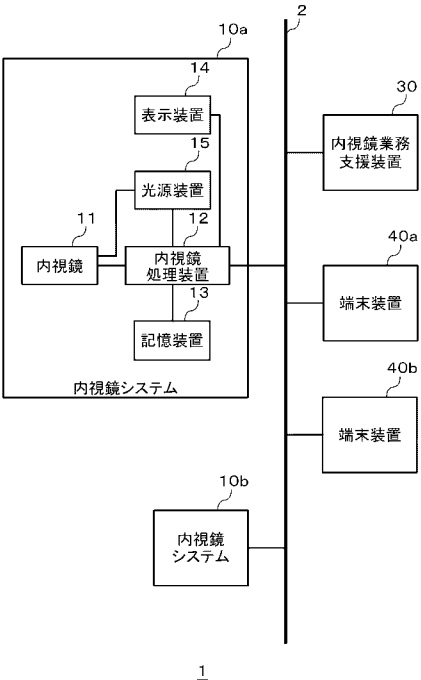 10a
2
14
表示装置
15
光源装置
11
内視鏡
12
内視鏡
処理装置
13
記憶装置
内視鏡システム
30
内視鏡業務
支援装置
40a
端末装置
40b
端末装置
10b
内視鏡
システム
1